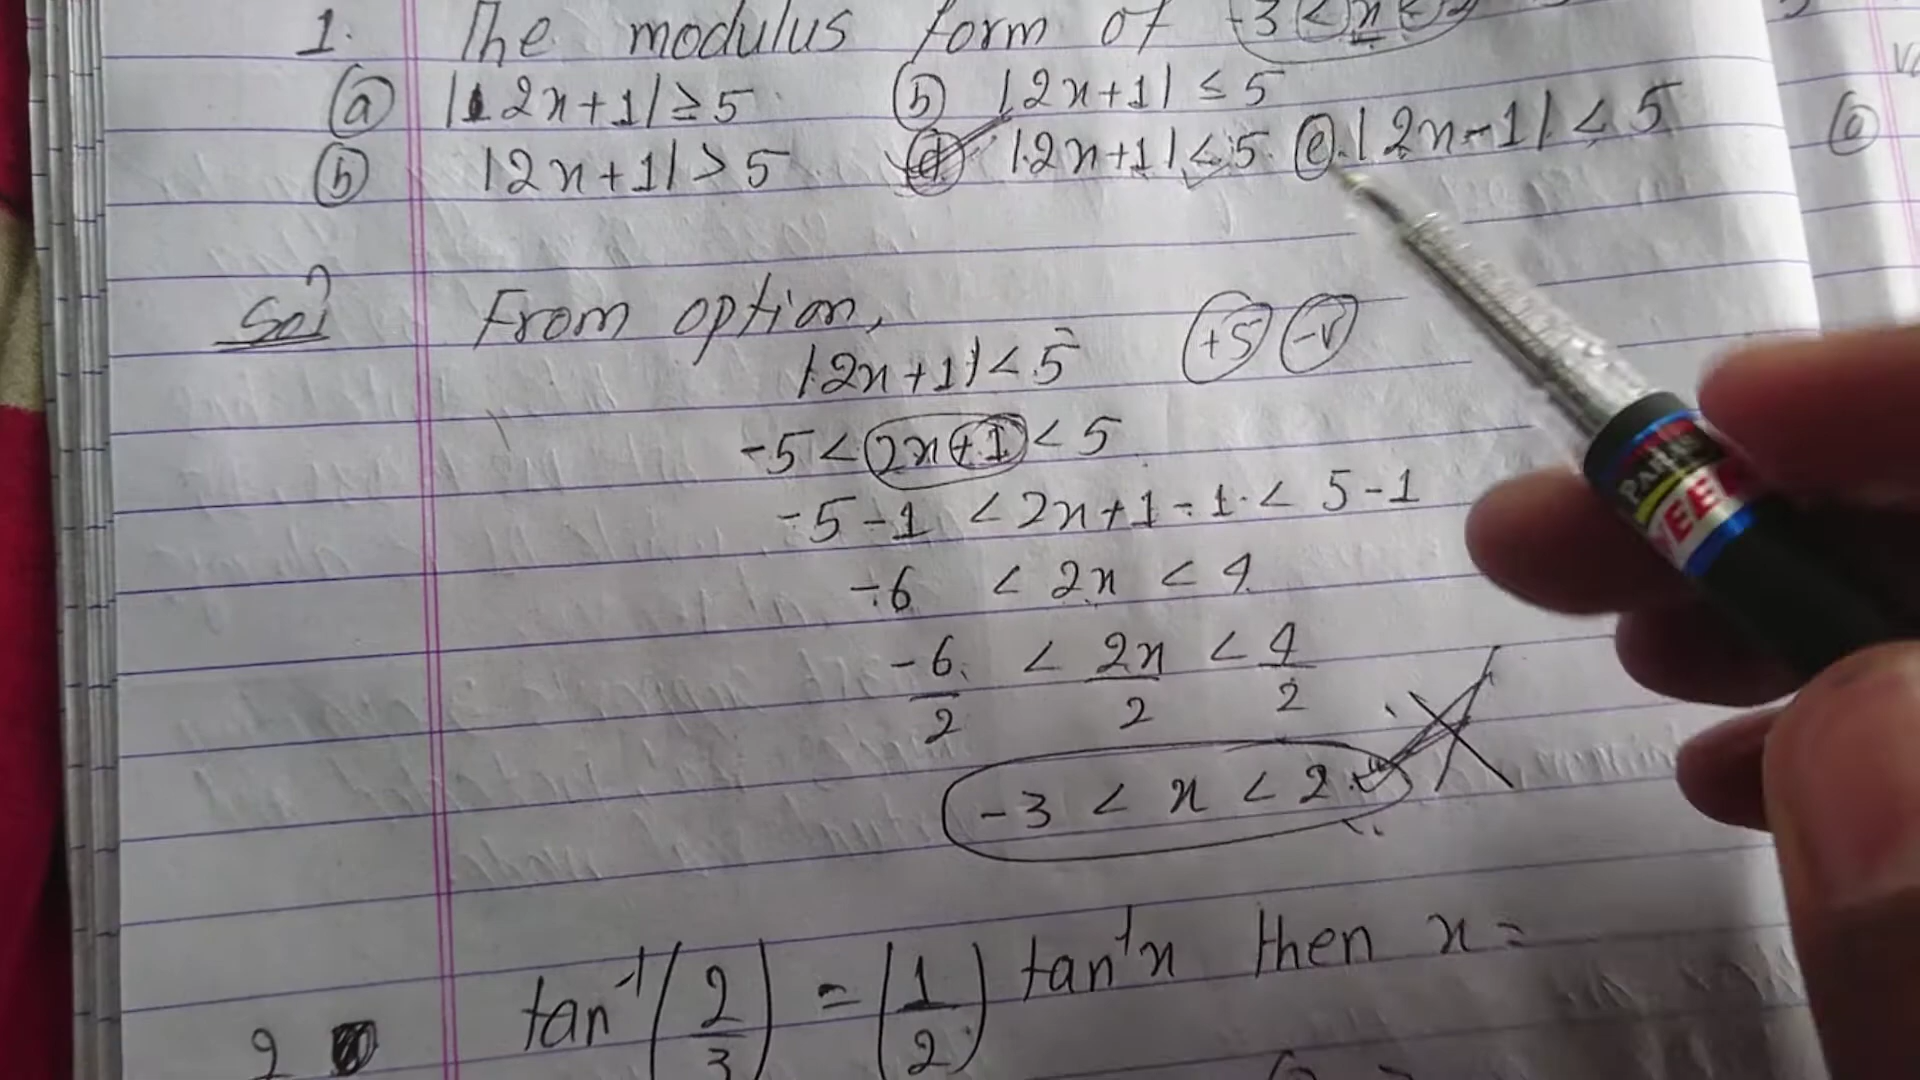 1. The modulus form of -3 < x < 2
(a) |2x+1| ≥ 5 (b) |2x+1| ≤ 5
(b) |2x+1| > 5 (d) |2x+1| < 5 (e) |2x-1| < 5
(c)
Soln From option,
|2x+1| < 5 +5
-5 < 2x+1 < 5
-5-1 < 2x+1-1 < 5-1
-6 < 2x < 4
-6/2 < 2x/2 < 4/2
-3 < x < 2
2 tan⁻¹(2/3) = (1/2) tan⁻¹x then x =